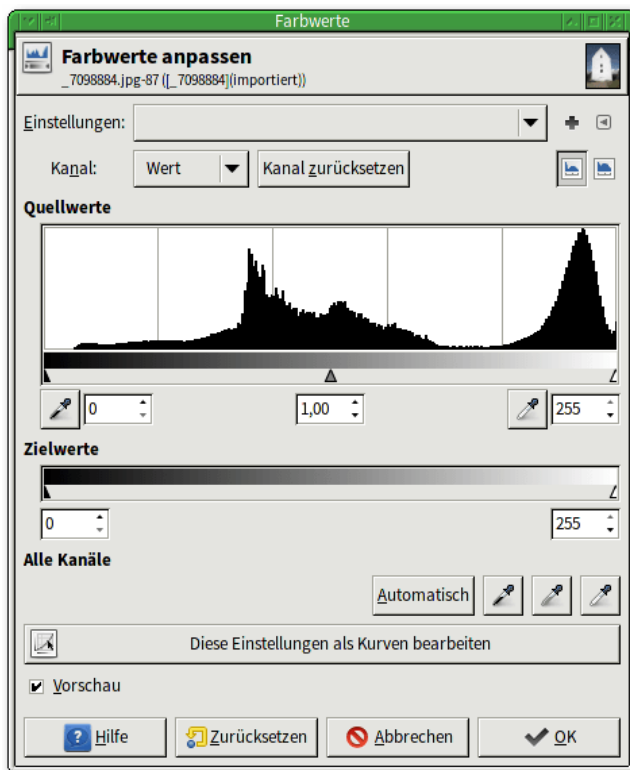 Farbwerte
Farbwerte anpassen
_7098884.jpg-87 ([_7098884](importiert))
Einstellungen:
Kanal: Wert Kanal zurücksetzen
Quellwerte
0 1,00 255
Zielwerte
0 255
Alle Kanäle
Automatisch
Diese Einstellungen als Kurven bearbeiten
Vorschau
Hilfe Zurücksetzen Abbrechen OK